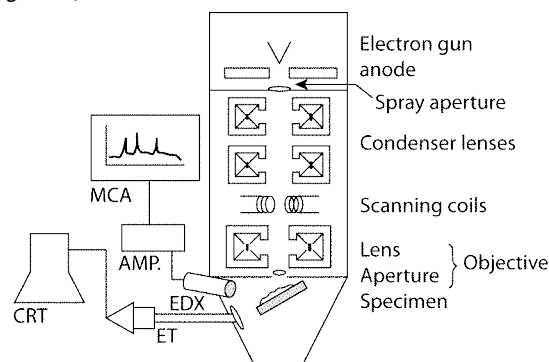 Electron gun
anode
Spray aperture
Condenser lenses
MCA
Scanning coils
AMP.
Lens
Aperture
Objective
Specimen
EDX
CRT
ET